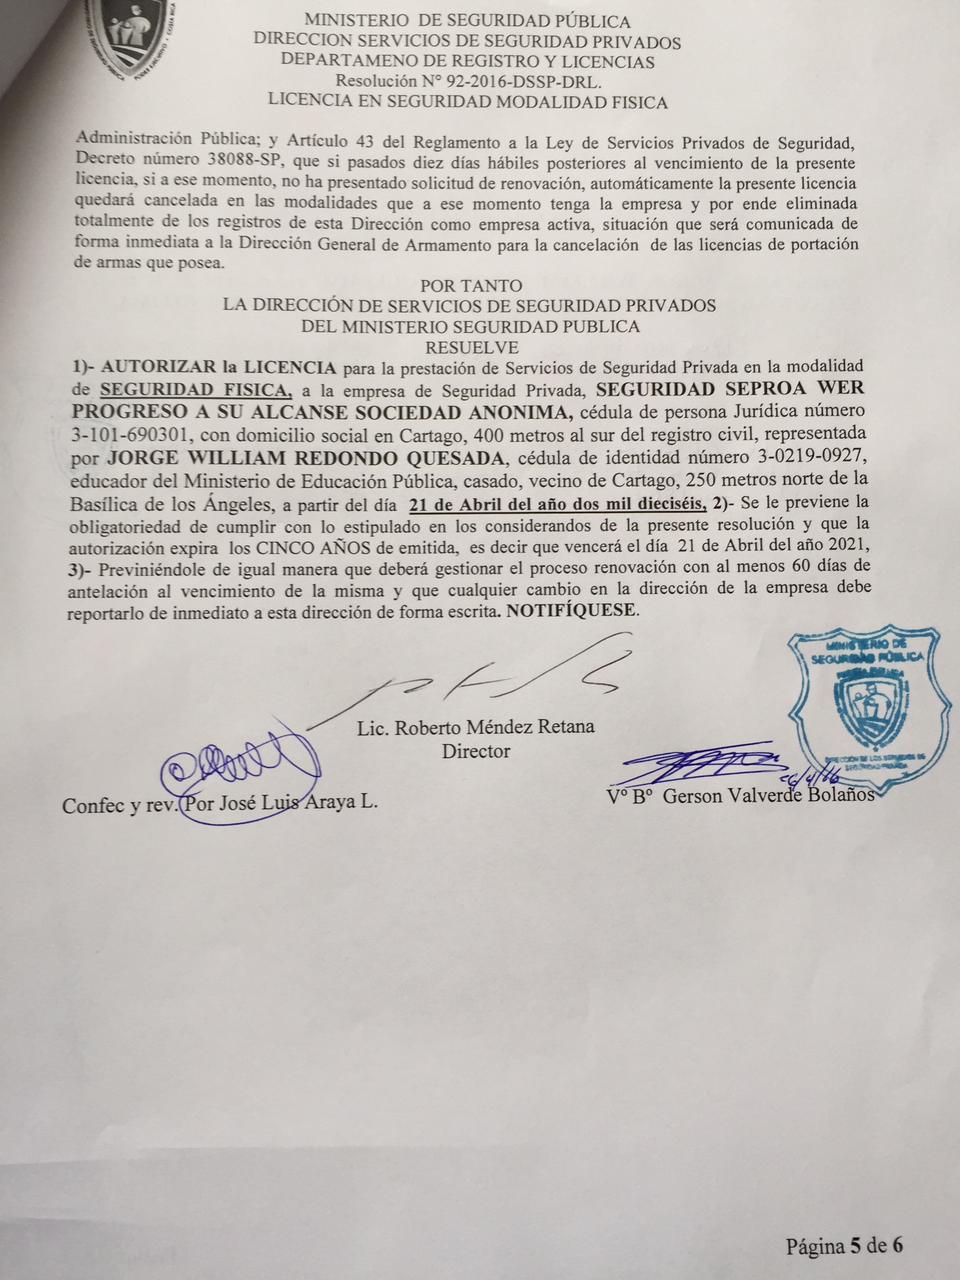 MINISTERIO DE SEGURIDAD PÚBLICA
DIRECCION SERVICIOS DE SEGURIDAD PRIVADOS
DEPARTAMENO DE REGISTRO Y LICENCIAS
Resolución N° 92-2016-DSSP-DRL.
LICENCIA EN SEGURIDAD MODALIDAD FISICA
Administración Pública; y Artículo 43 del Reglamento a la Ley de Servicios Privados de Seguridad,
Decreto número 38088-SP, que si pasados diez días hábiles posteriores al vencimiento de la presente
licencia, si a ese momento, no ha presentado solicitud de renovación, automáticamente la presente licencia
quedará cancelada en las modalidades que a ese momento tenga la empresa y por ende eliminada
totalmente de los registros de esta Dirección como empresa activa, situación que será comunicada de
forma inmediata a la Dirección General de Armamento para la cancelación de las licencias de portación
de armas que posea.
POR TANTO
LA DIRECCIÓN DE SERVICIOS DE SEGURIDAD PRIVADOS
DEL MINISTERIO SEGURIDAD PUBLICA
RESUELVE
1)- AUTORIZAR la LICENCIA para la prestación de Servicios de Seguridad Privada en la modalidad
de SEGURIDAD FISICA, a la empresa de Seguridad Privada, SEGURIDAD SEPROA WER
PROGRESO A SU ALCANSE SOCIEDAD ANONIMA, cédula de persona Jurídica número
3-101-690301, con domicilio social en Cartago, 400 metros al sur del registro civil, representada
por JORGE WILLIAM REDONDO QUESADA, cédula de identidad número 3-0219-0927,
educador del Ministerio de Educación Pública, casado, vecino de Cartago, 250 metros norte de la
Basílica de los Ángeles, a partir del día 21 de Abril del año dos mil dieciséis, 2)- Se le previene la
obligatoriedad de cumplir con lo estipulado en los considerandos de la presente resolución y que la
autorización expira los CINCO AÑOS de emitida, es decir que vencerá el día 21 de Abril del año 2021,
3)- Previniéndole de igual manera que deberá gestionar el proceso renovación con al menos 60 días de
antelación al vencimiento de la misma y que cualquier cambio en la dirección de la empresa debe
reportarlo de inmediato a esta dirección de forma escrita. NOTIFÍQUESE.
MINISTERIO DE
SEGURIDAD PÚBLICA
DIRECCION DE LOS SERVICIOS DE
SEGURIDAD PRIVADA
Lic. Roberto Méndez Retana
Director
26/4/16
Confec y rev. Por José Luis Araya L.
V° B° Gerson Valverde Bolaños
Página 5 de 6